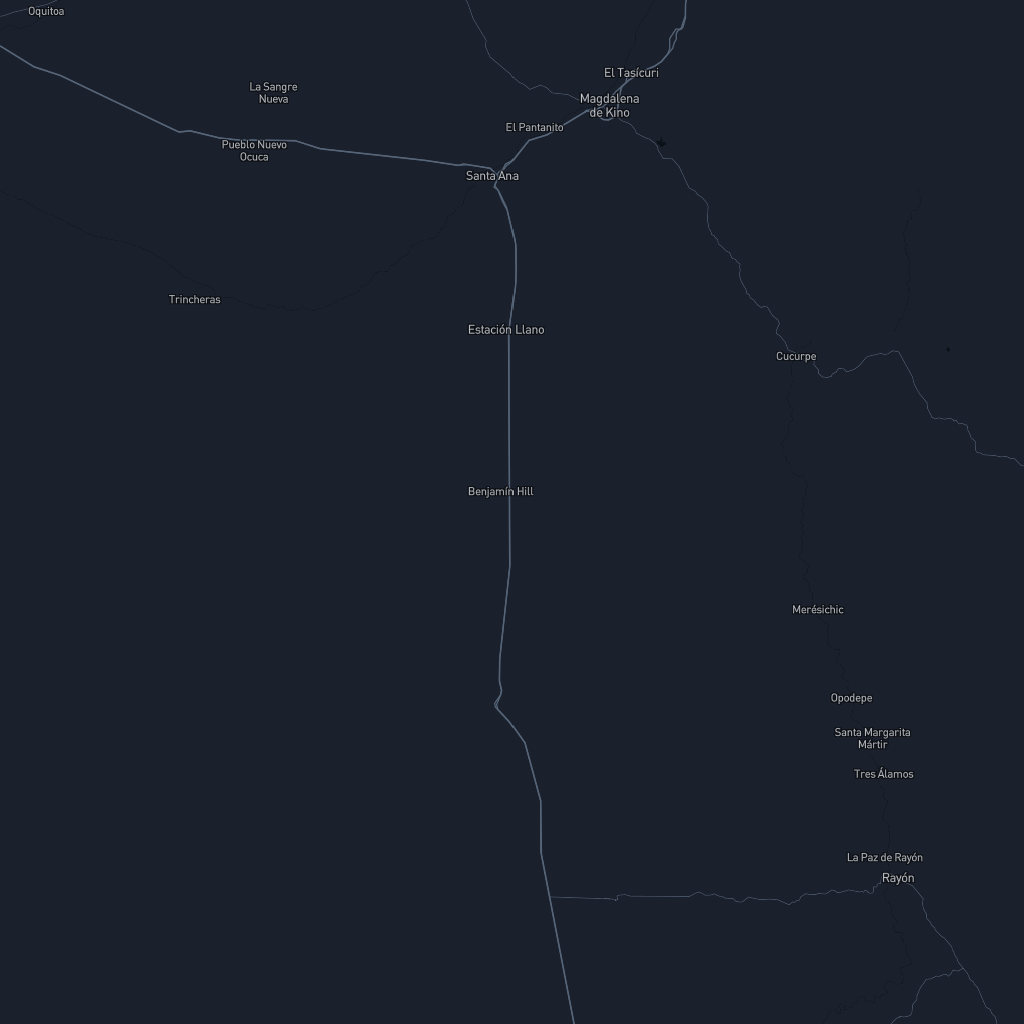 Oquitoa
El Tasícuri
La Sangre
Nueva
Magdalena
de Kino
El Pantanito
Pueblo Nuevo
Ocuca
Santa Ana
Trincheras
Estación Llano
Cucurpe
Benjamín Hill
Merésichic
Opodepe
Santa Margarita
Mártir
Tres Álamos
La Paz de Rayón
Rayón